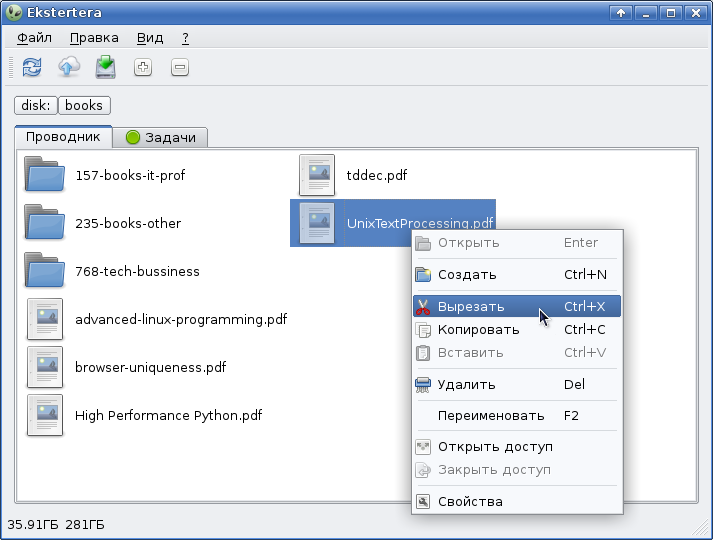 Ekstertera
Файл Правка Вид ?
disk: books
Проводник Задачи
157-books-it-prof
235-books-other
768-tech-bussiness
advanced-linux-programming.pdf
browser-uniqueness.pdf
High Performance Python.pdf
tddec.pdf
UnixTextProcessing.pdf
Открыть Enter
Создать Ctrl+N
Вырезать Ctrl+X
Копировать Ctrl+C
Вставить Ctrl+V
Удалить Del
Переименовать F2
Открыть доступ
Закрыть доступ
Свойства
35.91ГБ 281ГБ